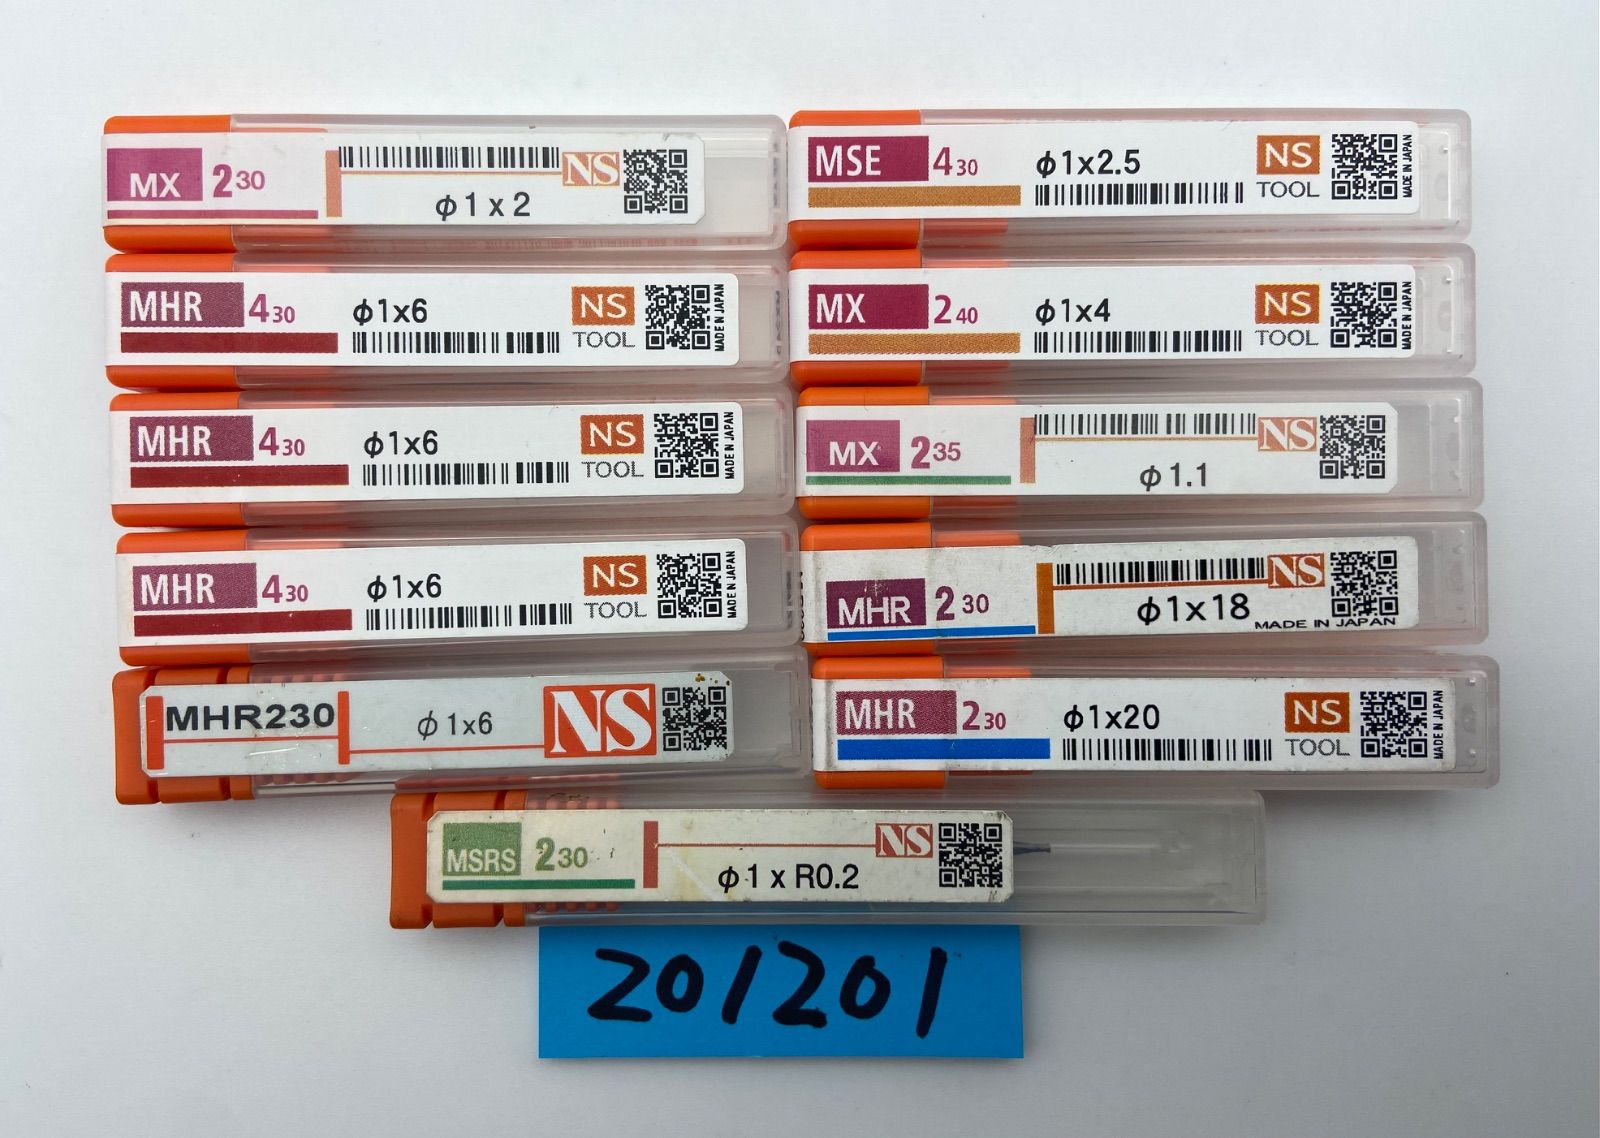 MX 230
NS
φ1 x 2
MSE 430 φ1x2.5 NS
TOOL
MADE IN JAPAN
MHR 430 φ1x6 NS
TOOL
MADE IN JAPAN
MX 240 φ1x4 NS
TOOL
MADE IN JAPAN
MHR 430 φ1x6 NS
TOOL
MADE IN JAPAN
MX 235
NS
φ1.1
MHR 430 φ1x6 NS
TOOL
MADE IN JAPAN
MHR 230
NS
φ1x18
MADE IN JAPAN
MHR230 φ1x6 NS
MHR 230 φ1x20 NS
TOOL
MADE IN JAPAN
MSRS 230
NS
φ1 x R0.2
201201